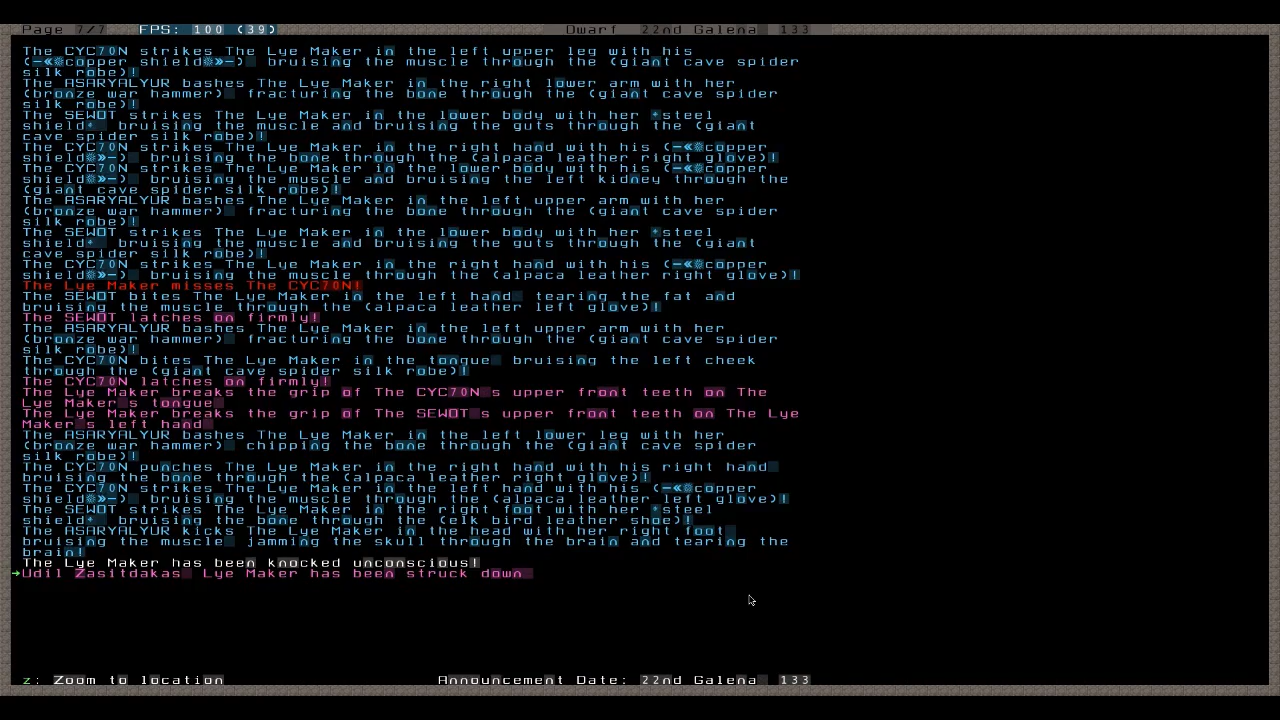 Page 7/7 FPS: 100 (39) Dwarf 22nd Galena 133
The CYC70N strikes The Lye Maker in the left upper leg with his
(-«☼copper shield☼»-) bruising the muscle through the (giant cave spider
silk robe)!
The ASARYALYUR bashes The Lye Maker in the right lower arm with her
(bronze war hammer) fracturing the bone through the (giant cave spider
silk robe)!
The SEWOT strikes The Lye Maker in the lower body with her *steel
shield* bruising the muscle and bruising the guts through the (giant
cave spider silk robe)!
The CYC70N strikes The Lye Maker in the right hand with his (-«☼copper
shield☼»-) bruising the bone through the (alpaca leather right glove)!
The CYC70N strikes The Lye Maker in the lower body with his (-«☼copper
shield☼»-) bruising the muscle and bruising the left kidney through the
(giant cave spider silk robe)!
The ASARYALYUR bashes The Lye Maker in the left upper arm with her
(bronze war hammer) fracturing the bone through the (giant cave spider
silk robe)!
The SEWOT strikes The Lye Maker in the lower body with her *steel
shield* bruising the muscle and bruising the guts through the (giant
cave spider silk robe)!
The CYC70N strikes The Lye Maker in the right hand with his (-«☼copper
shield☼»-) bruising the muscle through the (alpaca leather right glove)!
The Lye Maker misses The CYC70N!
The SEWOT bites The Lye Maker in the left hand tearing the fat and
bruising the muscle through the (alpaca leather left glove)!
The SEWOT latches on firmly!
The ASARYALYUR bashes The Lye Maker in the left upper arm with her
(bronze war hammer) fracturing the bone through the (giant cave spider
silk robe)!
The CYC70N bites The Lye Maker in the tongue bruising the left cheek
through the (giant cave spider silk robe)!
The CYC70N latches on firmly!
The Lye Maker breaks the grip of The CYC70N s upper front teeth on The
Lye Maker s tongue
The Lye Maker breaks the grip of The SEWOT s upper front teeth on The Lye
Maker s left hand
The ASARYALYUR bashes The Lye Maker in the left lower leg with her
(bronze war hammer) chipping the bone through the (giant cave spider
silk robe)!
The CYC70N punches The Lye Maker in the right hand with his right hand
bruising the bone through the (alpaca leather right glove)!
The CYC70N strikes The Lye Maker in the left hand with his (-«☼copper
shield☼»-) bruising the muscle through the (alpaca leather left glove)!
The SEWOT strikes The Lye Maker in the right foot with her *steel
shield* bruising the bone through the (elk bird leather shoe)!
The ASARYALYUR kicks The Lye Maker in the head with her right foot
bruising the muscle jamming the skull through the brain and tearing the
brain!
The Lye Maker has been knocked unconscious!
→Udil Zasitdakas Lye Maker has been struck down
z: Zoom to location Announcement Date: 22nd Galena 133